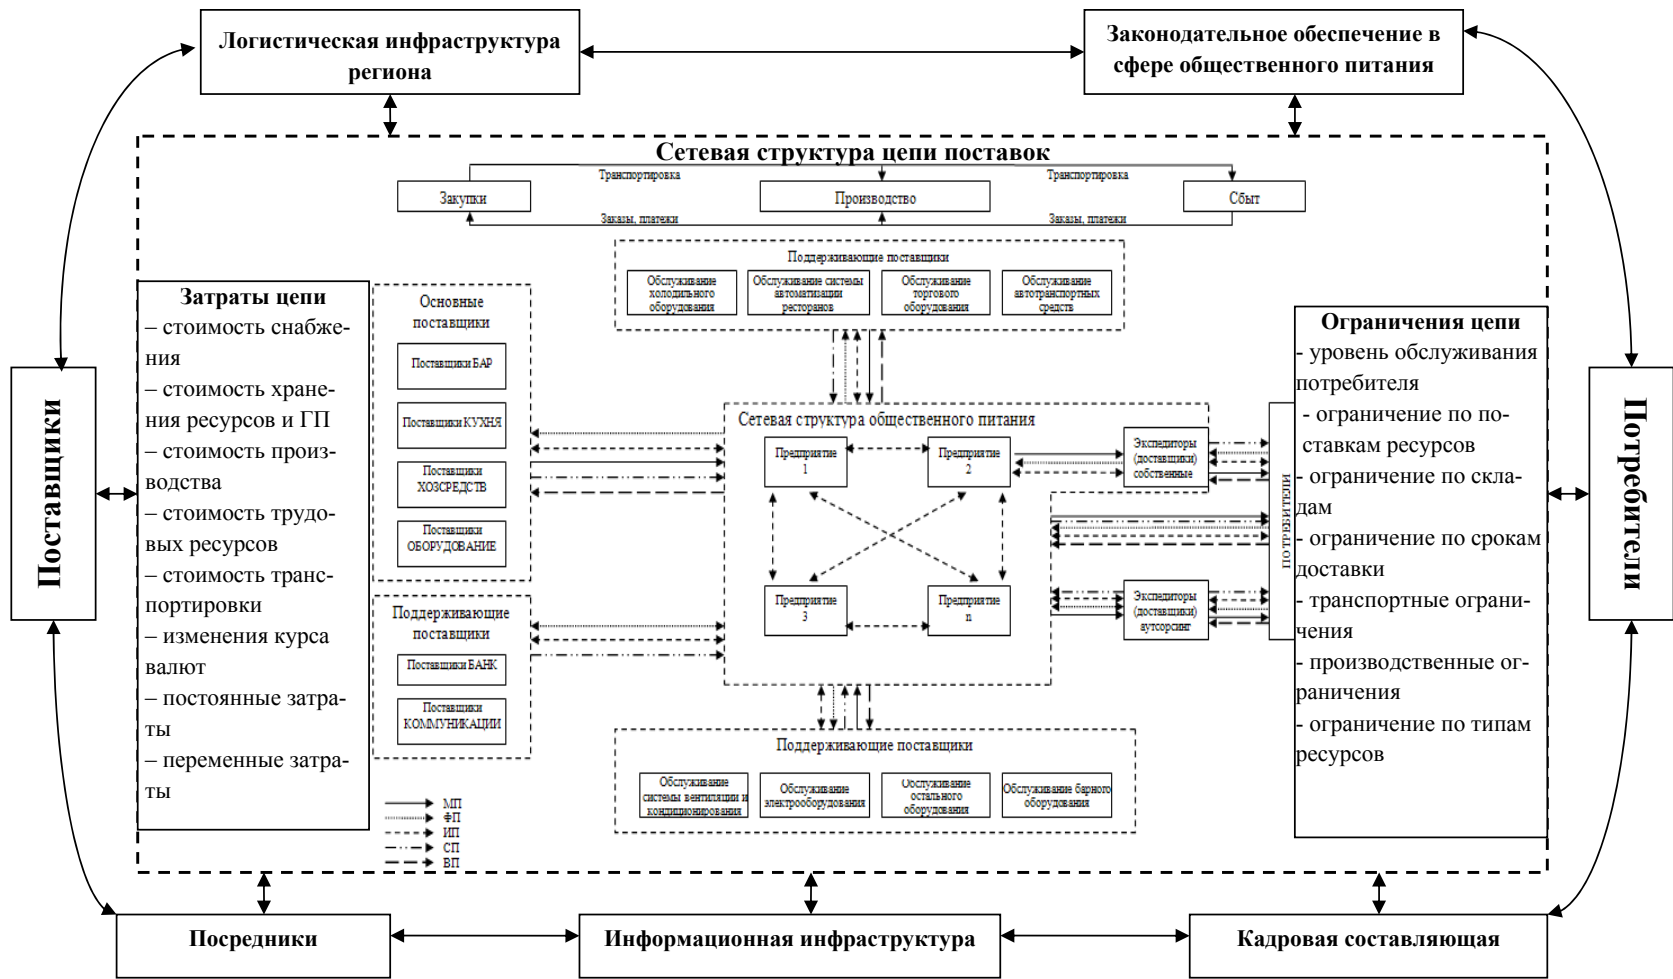 Логистическая инфраструктура
региона
Законодательное обеспечение в
сфере общественного питания
Сетевая структура цепи поставок
Транспортировка
Транспортировка
Закупки
Производство
Сбыт
Заказы, платежи
Заказы, платежи
Поддерживающие поставщики
Обслуживание
холодильного
оборудования
Обслуживание системы
автоматизации
ресторанов
Обслуживание
торгового
оборудования
Обслуживание
автотранспортных
средств
Затраты цепи
– стоимость снабже-
ния
– стоимость хране-
ния ресурсов и ГП
– стоимость произ-
водства
– стоимость трудо-
вых ресурсов
– стоимость транс-
портировки
– изменения курса
валют
– постоянные затра-
ты
– переменные затра-
ты
Основные
поставщики
Поставщики БАР
Поставщики КУХНЯ
Поставщики
ХОЗСРЕДСТВ
Поставщики
ОБОРУДОВАНИЕ
Поддерживающие
поставщики
Поставщики БАНК
Поставщики
КОММУНИКАЦИИ
Сетевая структура общественного питания
Предприятие
1
Предприятие
2
Предприятие
3
Предприятие
n
Экспедиторы
(доставщики)
собственные
Экспедиторы
(доставщики)
аутсорсинг
ПОТРЕБИТЕЛИ
Ограничения цепи
- уровень обслуживания
потребителя
- ограничение по по-
ставкам ресурсов
- ограничение по скла-
дам
- ограничение по срокам
доставки
- транспортные ограни-
чения
- производственные ог-
раничения
- ограничение по типам
ресурсов
Поставщики
Потребители
Поддерживающие поставщики
Обслуживание
системы вентиляции и
кондиционирования
Обслуживание
электрооборудования
Обслуживание
остального
оборудования
Обслуживание барного
оборудования
МП
ФП
ИП
СП
ВП
Посредники
Информационная инфраструктура
Кадровая составляющая